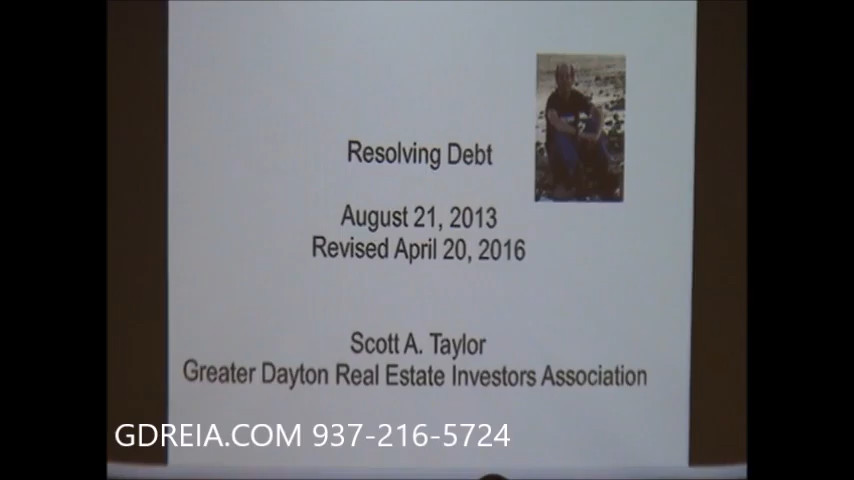 Resolving Debt
August 21, 2013
Revised April 20, 2016
Scott A. Taylor
Greater Dayton Real Estate Investors Association
GDREIA.COM 937-216-5724